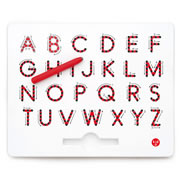 A B C D E F
G H I J K L M
N O P Q R S
T U V W X Y Z